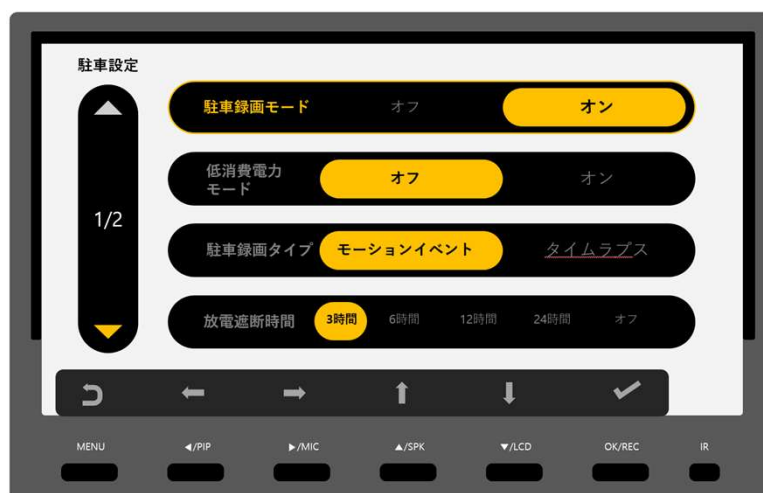 駐車設定
駐車録画モード オフ オン
低消費電力
モード オフ オン
1/2
駐車録画タイプ モーションイベント タイムラプス
放電遮断時間 3時間 6時間 12時間 24時間 オフ
MENU ◀/PIP ▶/MIC ▲/SPK ▼/LCD OK/REC IR